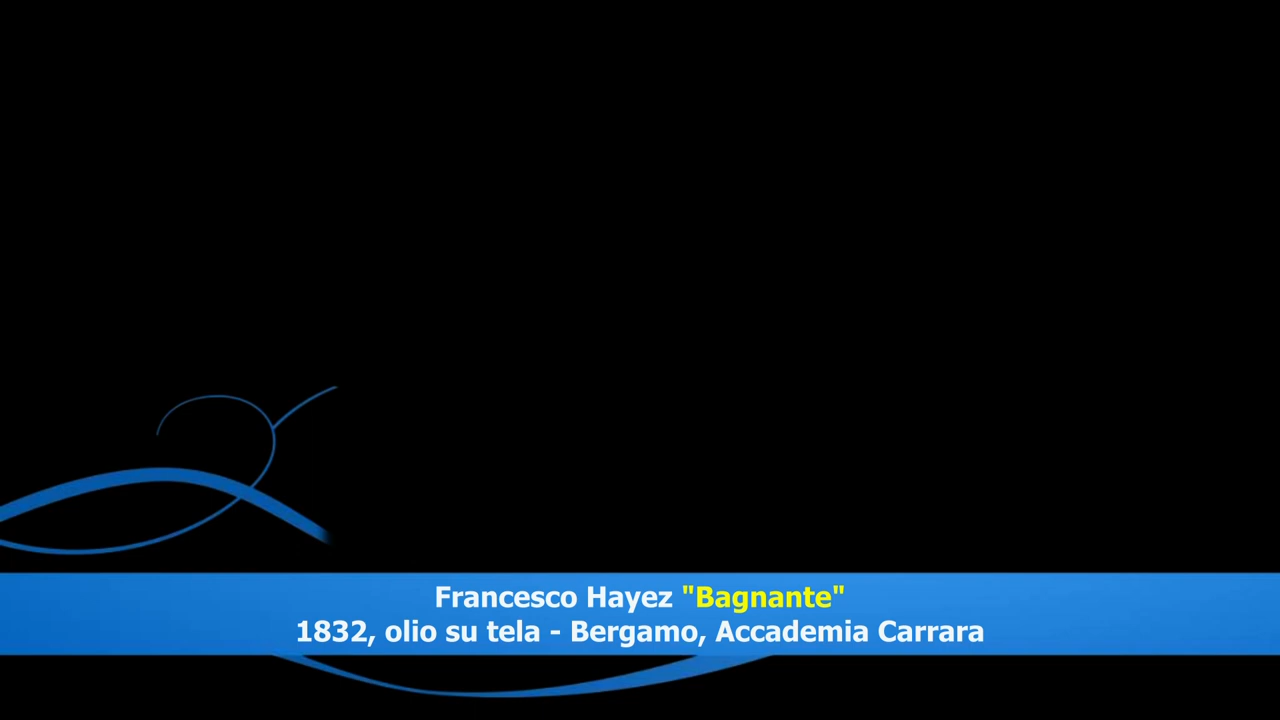 Francesco Hayez "Bagnante"
1832, olio su tela - Bergamo, Accademia Carrara